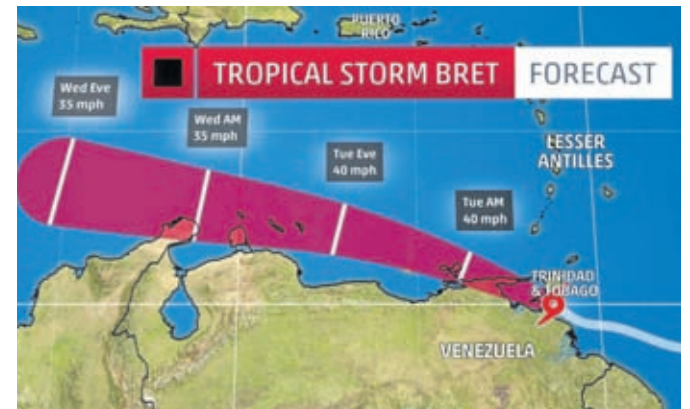 PUERTO
RICO
TROPICAL STORM BRET
FORECAST
Wed Eve
35 mph
Wed AM
35 mph
Tue Eve
40 mph
Tue AM
40 mph
LESSER
ANTILLES
TRINIDAD
& TOBAGO
VENEZUELA